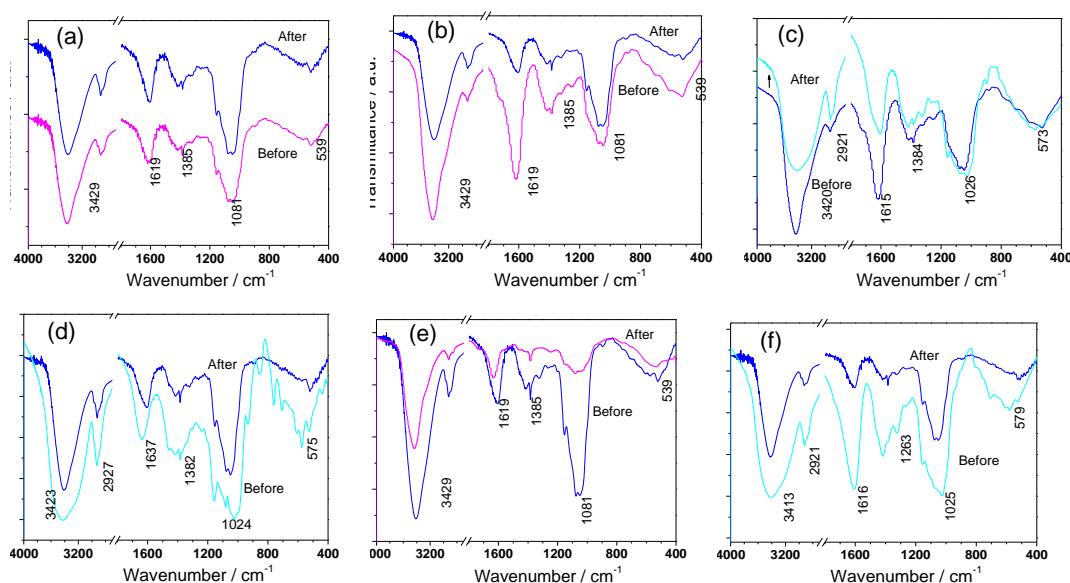 (a)
After
Before
3429
1619
1385
1081
539
4000 3200 1600 1200 800 400
Wavenumber / cm-1
(b)
Transmittance / a.u.
After
Before
3429
1619
1385
1081
539
4000 3200 1600 1200 800 400
Wavenumber / cm-1
(c)
After
Before
3420
2921
1615
1384
1026
573
4000 3200 1600 1200 800 400
Wavenumber / cm-1
(d)
After
Before
3423
2927
1637
1382
1024
575
4000 3200 1600 1200 800 400
Wavenumber / cm-1
(e)
After
Before
3429
1619
1385
1081
539
000 3200 1600 1200 800 400
Wavenumber / cm-1
(f)
After
Before
3413
2921
1616
1263
1025
579
4000 3200 1600 1200 800 400
Wavenumber / cm-1